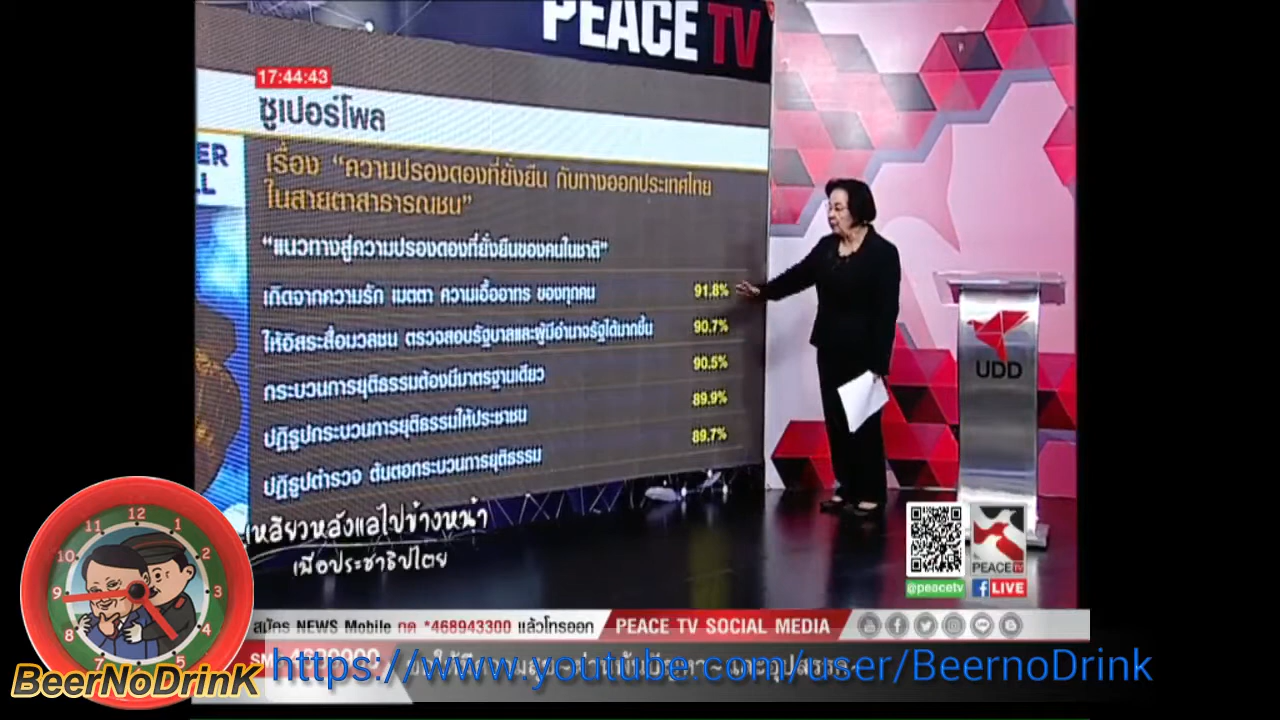 PEACE TV
17:44:43
ซูเปอร์โพล
ER
LL
เรื่อง "ความปรองดองที่ยั่งยืน กับทางออกประเทศไทย
ในสายตาสาธารณชน"
"แนวทางสู่ความปรองดองที่ยั่งยืนของคนในชาติ"
เกิดจากความรัก เมตตา ความเอื้ออาทร ของทุกคน 91.8%
ให้อิสระสื่อมวลชน ตรวจสอบรัฐบาลและผู้มีอำนาจรัฐได้มากขึ้น 90.7%
กระบวนการยุติธรรมต้องมีมาตรฐานเดียว 90.5%
ปฏิรูปกระบวนการยุติธรรมให้ประชาชน 89.9%
ปฏิรูปตำรวจ ต้นตอกระบวนการยุติธรรม 89.7%
UDD
เหลียวหลังแลไปข้างหน้า
เพื่อประชาธิปไตย
PEACE TV
@peacetv
f LIVE
12
1
2
3
4
5
7
8
9
10
11
สมัคร NEWS Mobile กด *468943300 แล้วโทรออก
PEACE TV SOCIAL MEDIA
https://www.youtube.com/user/BeernoDrink
BeerNoDrinK